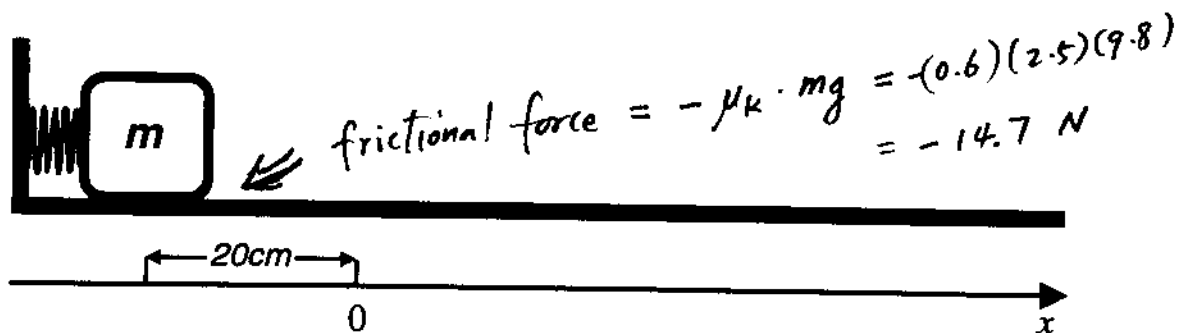 frictional force = - μk · mg = -(0.6)(2.5)(9.8)
= - 14.7 N
m
20cm
0
x